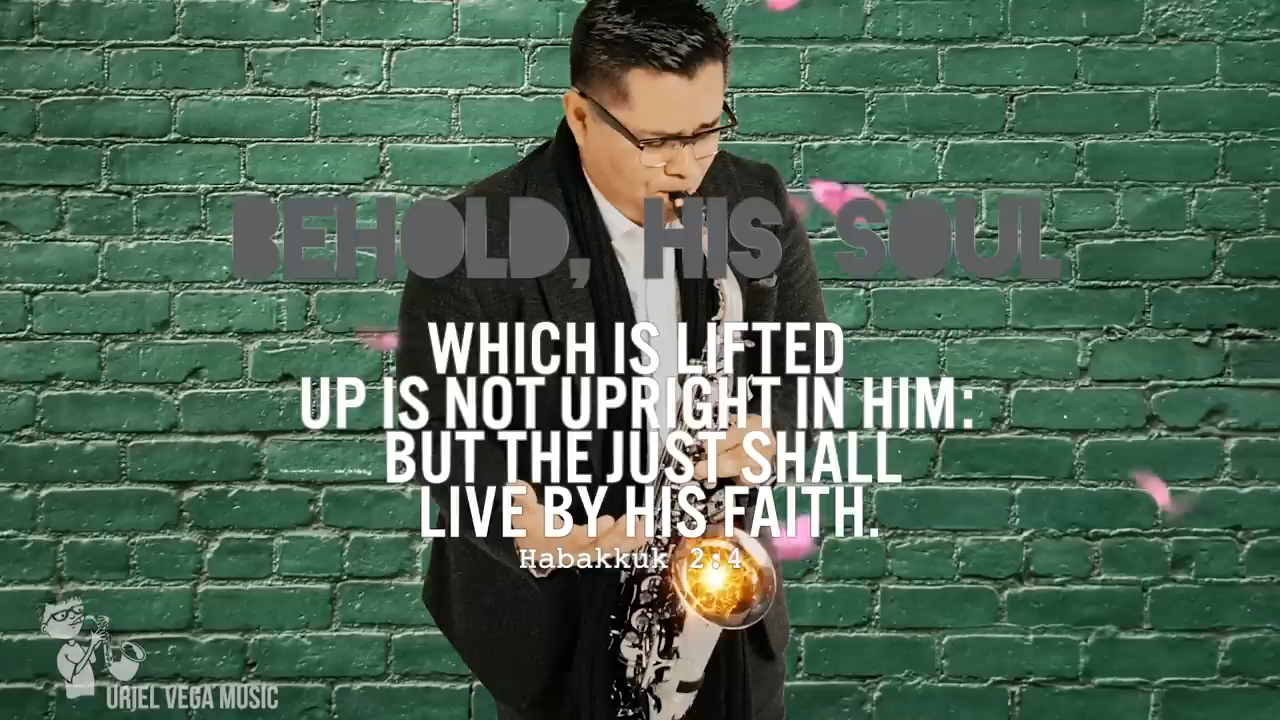 BEHOLD, HIS SOUL
WHICH IS LIFTED
UP IS NOT UPRIGHT IN HIM:
BUT THE JUST SHALL
LIVE BY HIS FAITH.
Habakkuk 2:4
URIEL VEGA MUSIC